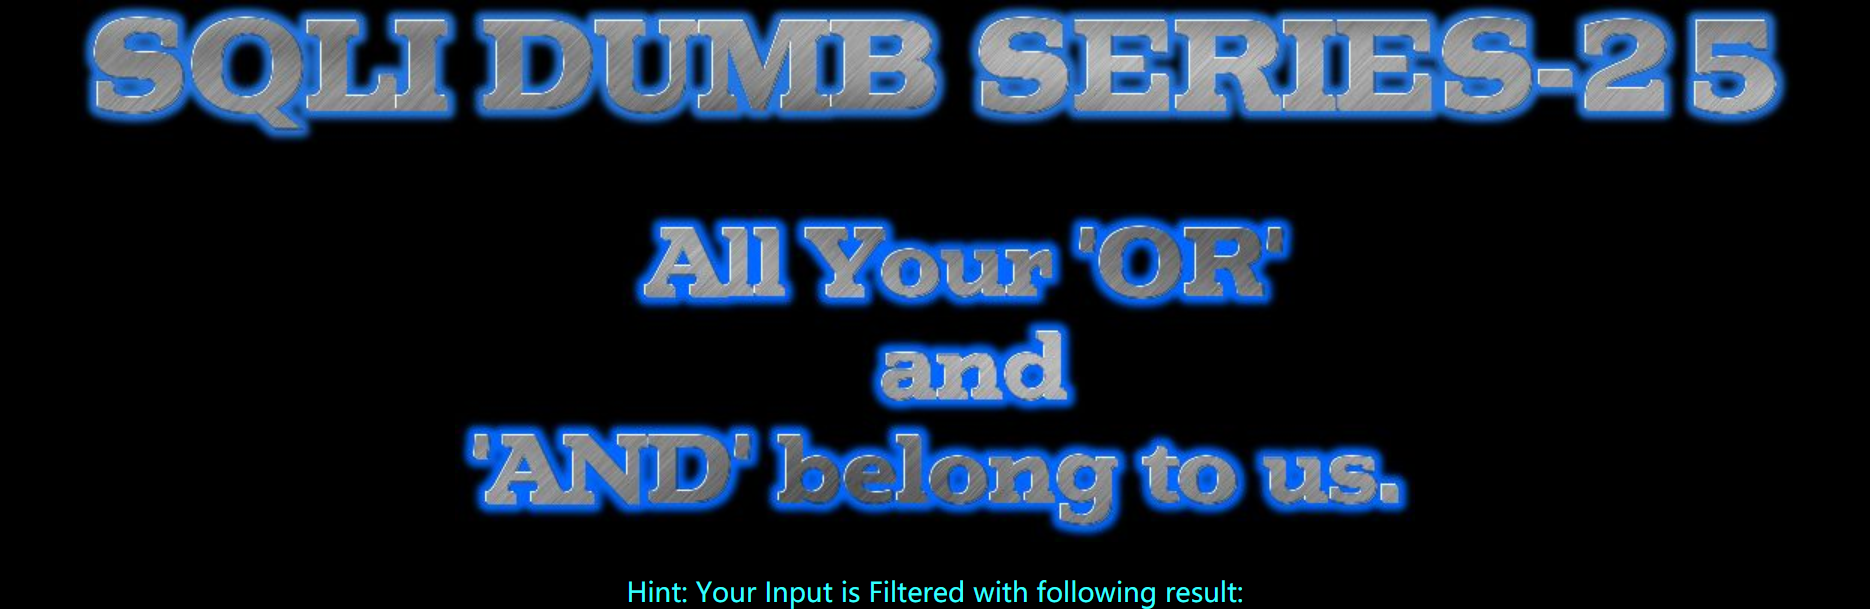 SQLI DUMB SERIES-25
All Your 'OR'
and
'AND' belong to us.
Hint: Your Input is Filtered with following result: